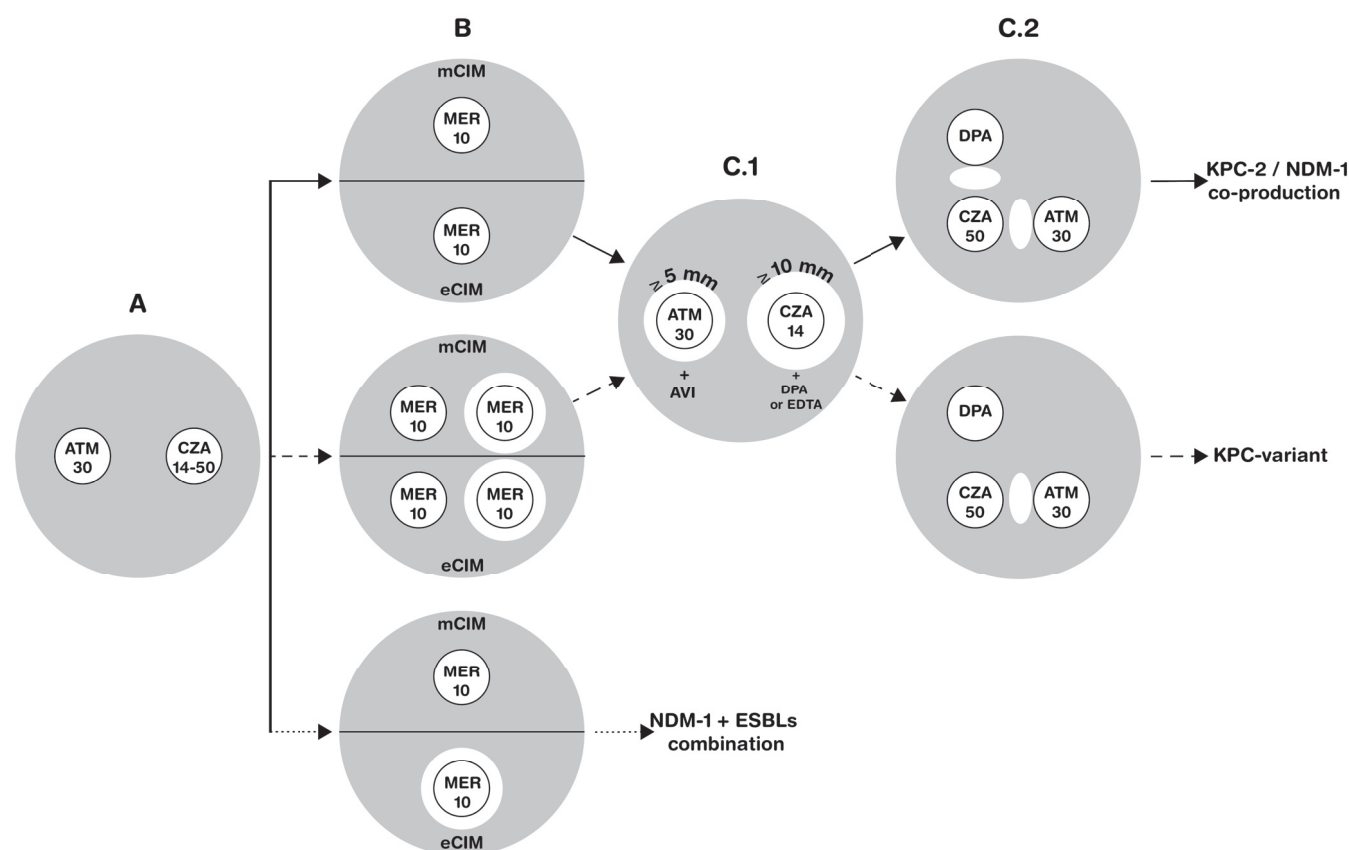 B
C.2
mCIM
MER
10
MER
10
eCIM
DPA
CZA
50
ATM
30
KPC-2 / NDM-1
co-production
C.1
≥ 5 mm
ATM
30
+
AVI
≥ 10 mm
CZA
14
+
DPA
or EDTA
A
ATM
30
CZA
14-50
mCIM
MER
10
MER
10
MER
10
MER
10
eCIM
DPA
CZA
50
ATM
30
KPC-variant
mCIM
MER
10
MER
10
eCIM
NDM-1 + ESBLs
combination